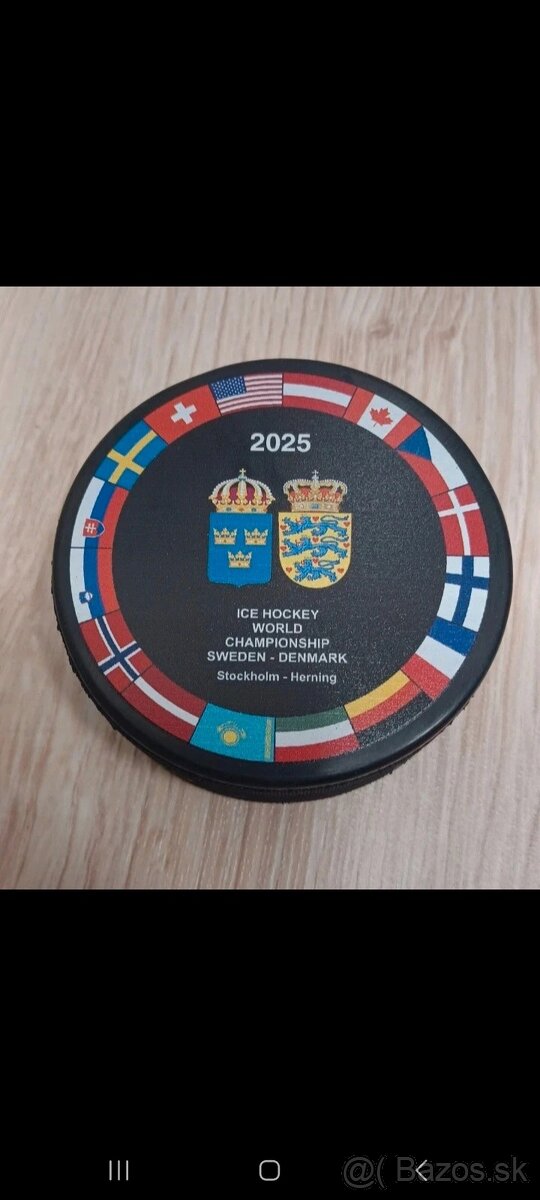 2025
ICE HOCKEY
WORLD
CHAMPIONSHIP
SWEDEN - DENMARK
Stockholm - Herning
@( Bazos.sk